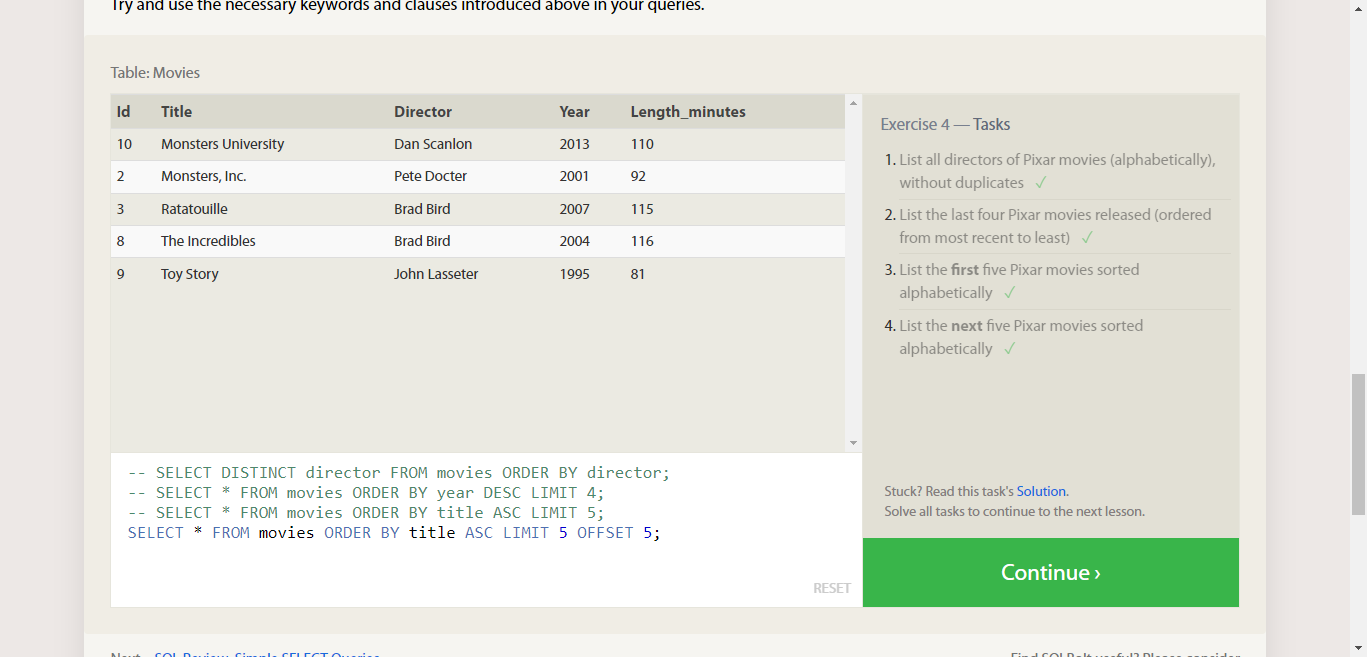 Try and use the necessary keywords and clauses introduced above in your queries.
Table: Movies
Id Title Director Year Length_minutes
10 Monsters University Dan Scanlon 2013 110
2 Monsters, Inc. Pete Docter 2001 92
3 Ratatouille Brad Bird 2007 115
8 The Incredibles Brad Bird 2004 116
9 Toy Story John Lasseter 1995 81
-- SELECT DISTINCT director FROM movies ORDER BY director;
-- SELECT * FROM movies ORDER BY year DESC LIMIT 4;
-- SELECT * FROM movies ORDER BY title ASC LIMIT 5;
SELECT * FROM movies ORDER BY title ASC LIMIT 5 OFFSET 5;
RESET
Exercise 4 — Tasks
1. List all directors of Pixar movies (alphabetically),
without duplicates ✓
2. List the last four Pixar movies released (ordered
from most recent to least) ✓
3. List the first five Pixar movies sorted
alphabetically ✓
4. List the next five Pixar movies sorted
alphabetically ✓
Stuck? Read this task's Solution.
Solve all tasks to continue to the next lesson.
Continue ›
Next – SQL Review: Simple SELECT Queries
Find SQLBolt useful? Please consider